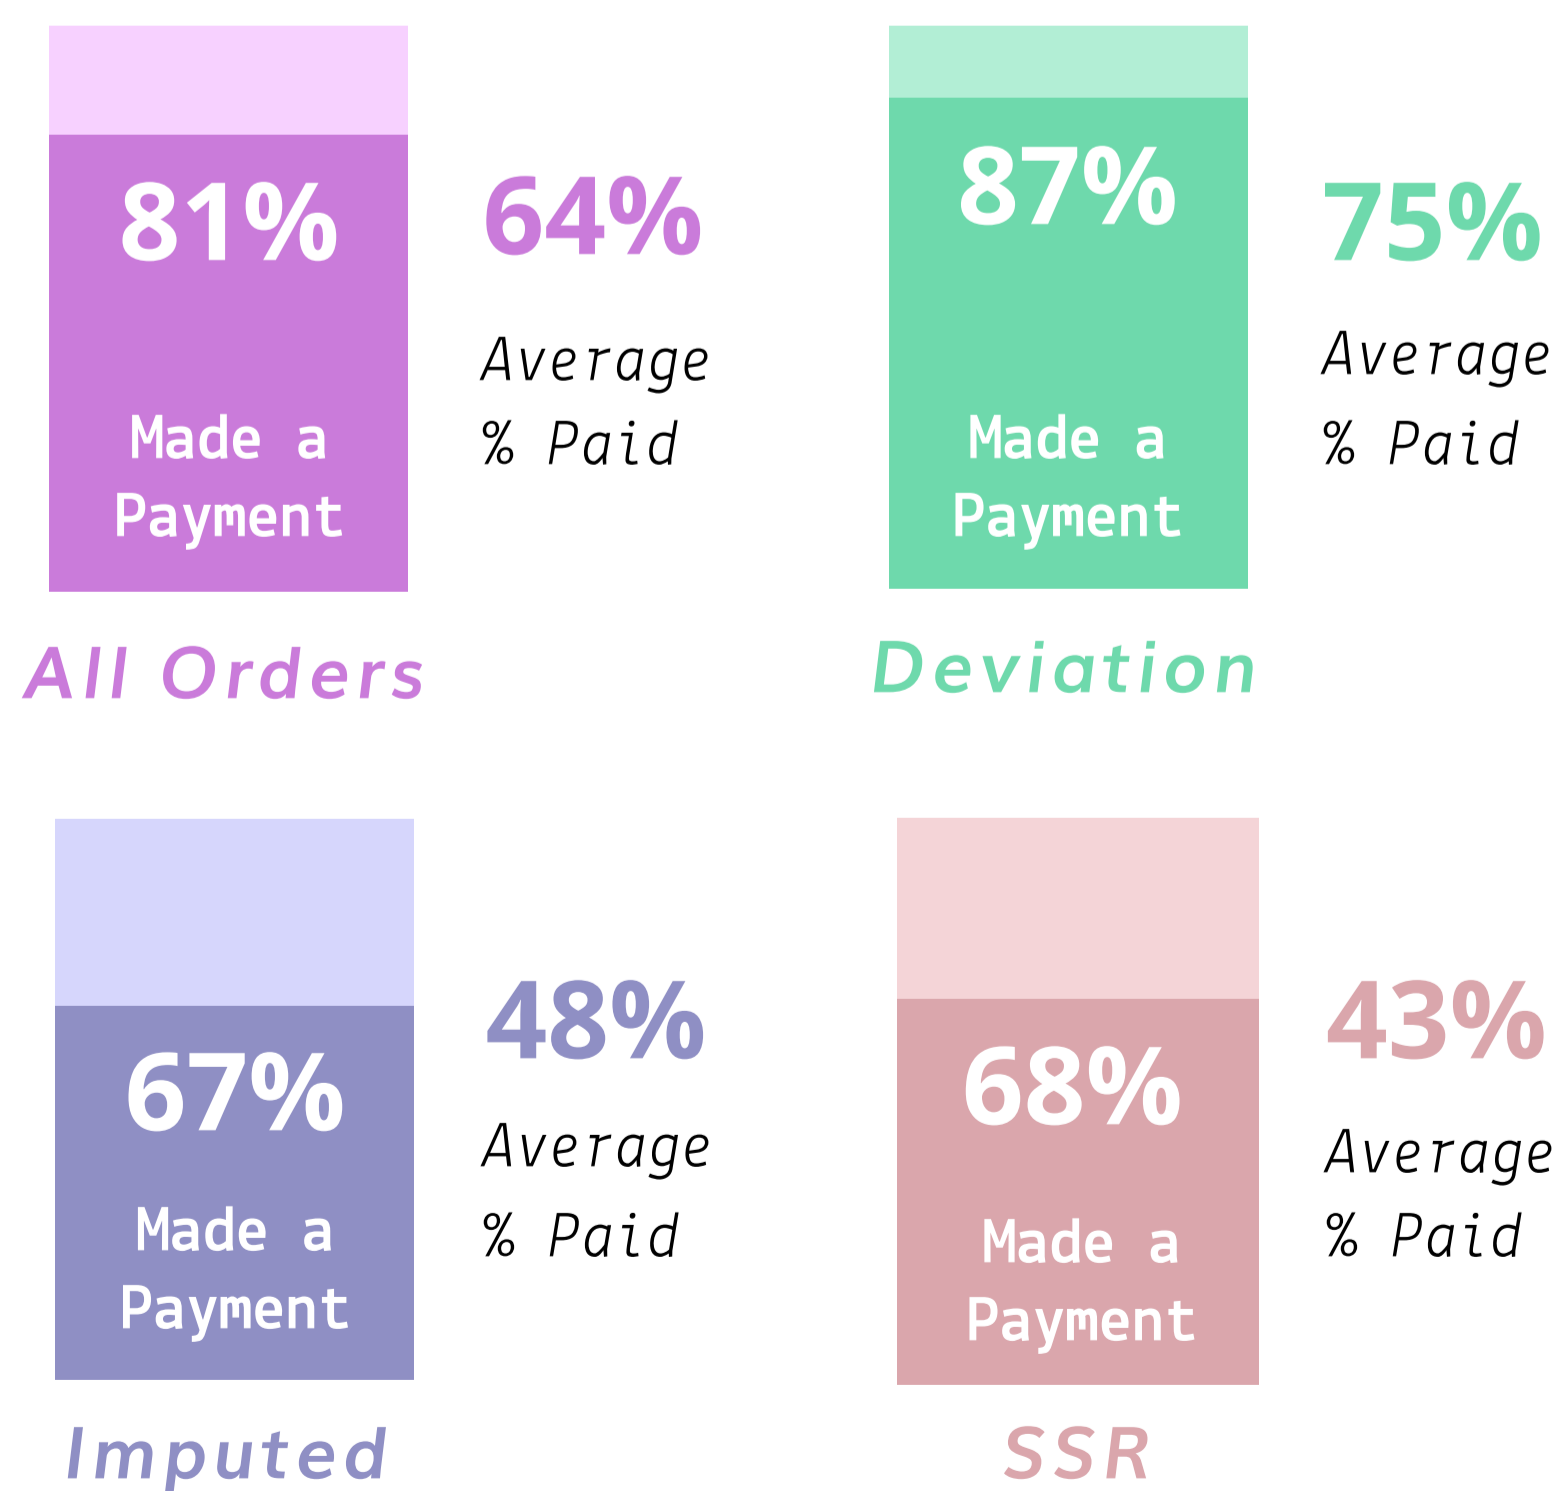 81%
Made a
Payment
64%
Average
% Paid
All Orders
87%
Made a
Payment
75%
Average
% Paid
Deviation
67%
Made a
Payment
48%
Average
% Paid
Imputed
68%
Made a
Payment
43%
Average
% Paid
SSR